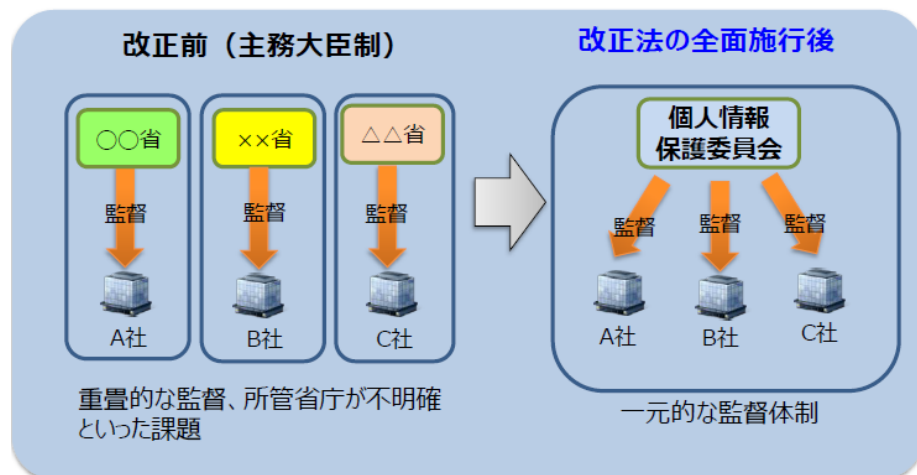 改正前（主務大臣制）
○○省
××省
△△省
監督
監督
監督
A社
B社
C社
重畳的な監督、所管省庁が不明確
といった課題
改正法の全面施行後
個人情報
保護委員会
監督
監督
監督
A社
B社
C社
一元的な監督体制